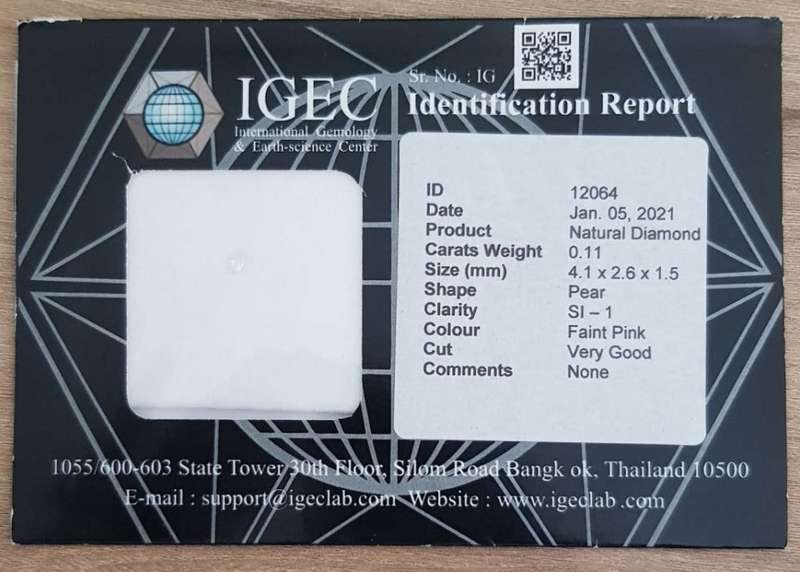 IGEC
International Gemology
& Earth-science Center
Sr. No. : IG
Identification Report
ID 12064
Date Jan. 05, 2021
Product Natural Diamond
Carats Weight 0.11
Size (mm) 4.1 x 2.6 x 1.5
Shape Pear
Clarity SI – 1
Colour Faint Pink
Cut Very Good
Comments None
1055/600-603 State Tower 30th Floor, Silom Road Bangk ok, Thailand 10500
E-mail : support@igeclab.com Website : www.igeclab .com